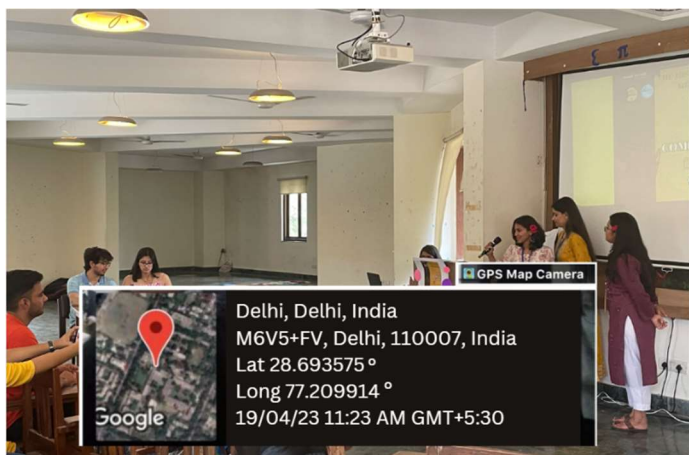 Σ π
COM
GPS Map Camera
Delhi, Delhi, India
M6V5+FV, Delhi, 110007, India
Lat 28.693575°
Long 77.209914°
19/04/23 11:23 AM GMT+5:30
Google